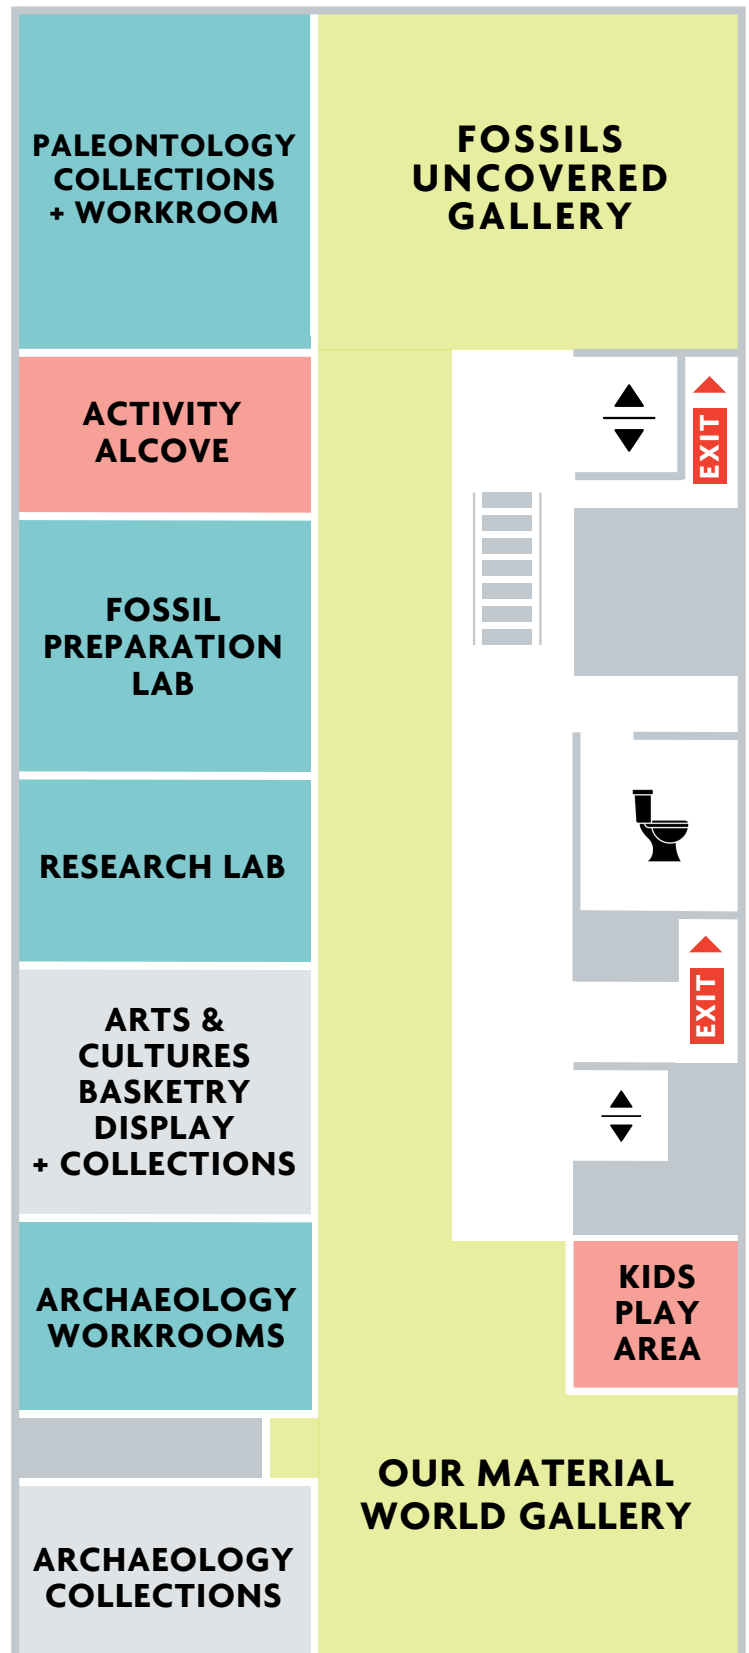 PALEONTOLOGY
COLLECTIONS
+ WORKROOM
FOSSILS
UNCOVERED
GALLERY
ACTIVITY
ALCOVE
EXIT
FOSSIL
PREPARATION
LAB
RESEARCH LAB
EXIT
ARTS &
CULTURES
BASKETRY
DISPLAY
+ COLLECTIONS
KIDS
PLAY
AREA
ARCHAEOLOGY
WORKROOMS
OUR MATERIAL
WORLD GALLERY
ARCHAEOLOGY
COLLECTIONS